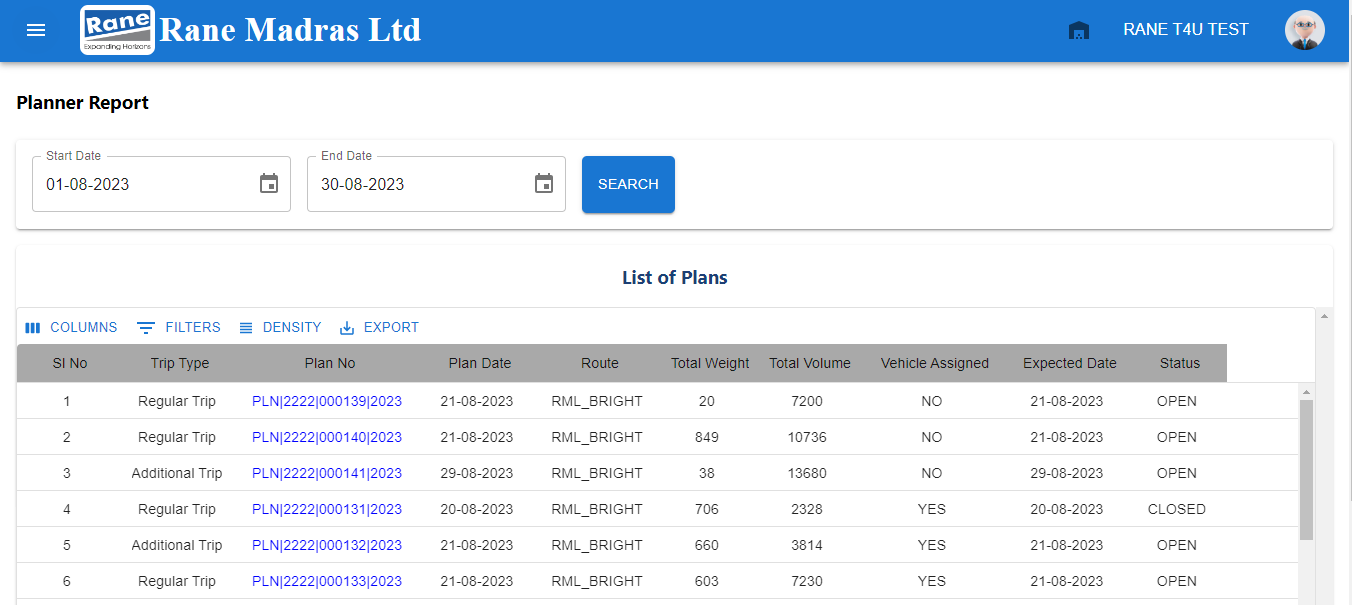 Rane
Expanding Horizons
Rane Madras Ltd
RANE T4U TEST
Planner Report
Start Date
01-08-2023
End Date
30-08-2023
SEARCH
List of Plans
COLUMNS FILTERS DENSITY EXPORT
Sl No Trip Type Plan No Plan Date Route Total Weight Total Volume Vehicle Assigned Expected Date Status
1 Regular Trip PLN|2222|000139|2023 21-08-2023 RML_BRIGHT 20 7200 NO 21-08-2023 OPEN
2 Regular Trip PLN|2222|000140|2023 21-08-2023 RML_BRIGHT 849 10736 NO 21-08-2023 OPEN
3 Additional Trip PLN|2222|000141|2023 29-08-2023 RML_BRIGHT 38 13680 NO 29-08-2023 OPEN
4 Regular Trip PLN|2222|000131|2023 20-08-2023 RML_BRIGHT 706 2328 YES 20-08-2023 CLOSED
5 Additional Trip PLN|2222|000132|2023 21-08-2023 RML_BRIGHT 660 3814 YES 21-08-2023 OPEN
6 Regular Trip PLN|2222|000133|2023 21-08-2023 RML_BRIGHT 603 7230 YES 21-08-2023 OPEN